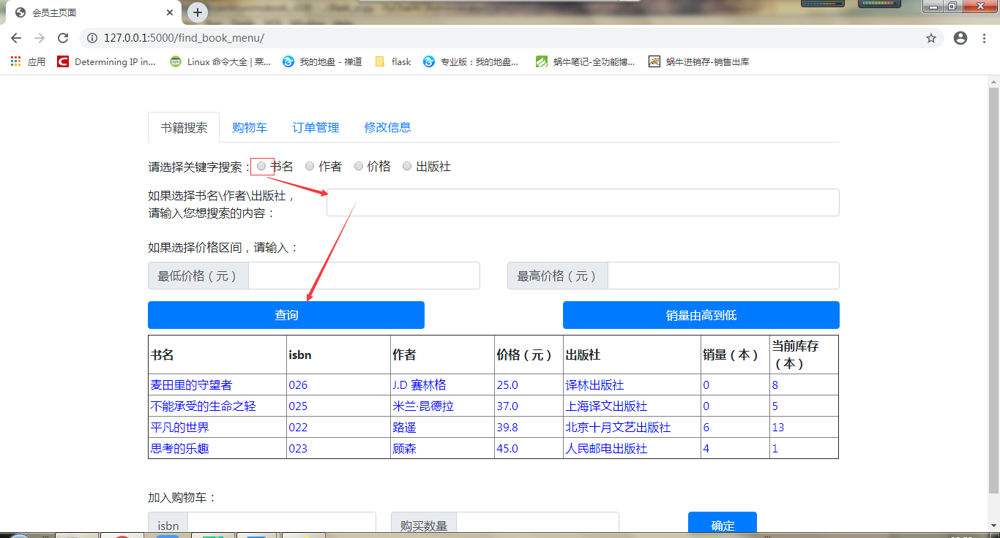 会员主页面
127.0.0.1:5000/find_book_menu/
应用 Determining IP in... Linux 命令大全 | 菜... 我的地盘 - 禅道 flask 专业版：我的地盘... 蜗牛笔记-全功能博... 蜗牛进销存-销售出库
书籍搜索 购物车 订单管理 修改信息
请选择关键字搜索： 书名 作者 价格 出版社
如果选择书名\作者\出版社，
请输入您想搜索的内容：
如果选择价格区间，请输入：
最低价格（元） 最高价格（元）
查询 销量由高到低
书名 isbn 作者 价格（元） 出版社 销量（本） 当前库存（本）
麦田里的守望者 026 J.D 赛林格 25.0 译林出版社 0 8
不能承受的生命之轻 025 米兰·昆德拉 37.0 上海译文出版社 0 5
平凡的世界 022 路遥 39.8 北京十月文艺出版社 6 13
思考的乐趣 023 顾森 45.0 人民邮电出版社 4 1
加入购物车：
isbn 购买数量 确定